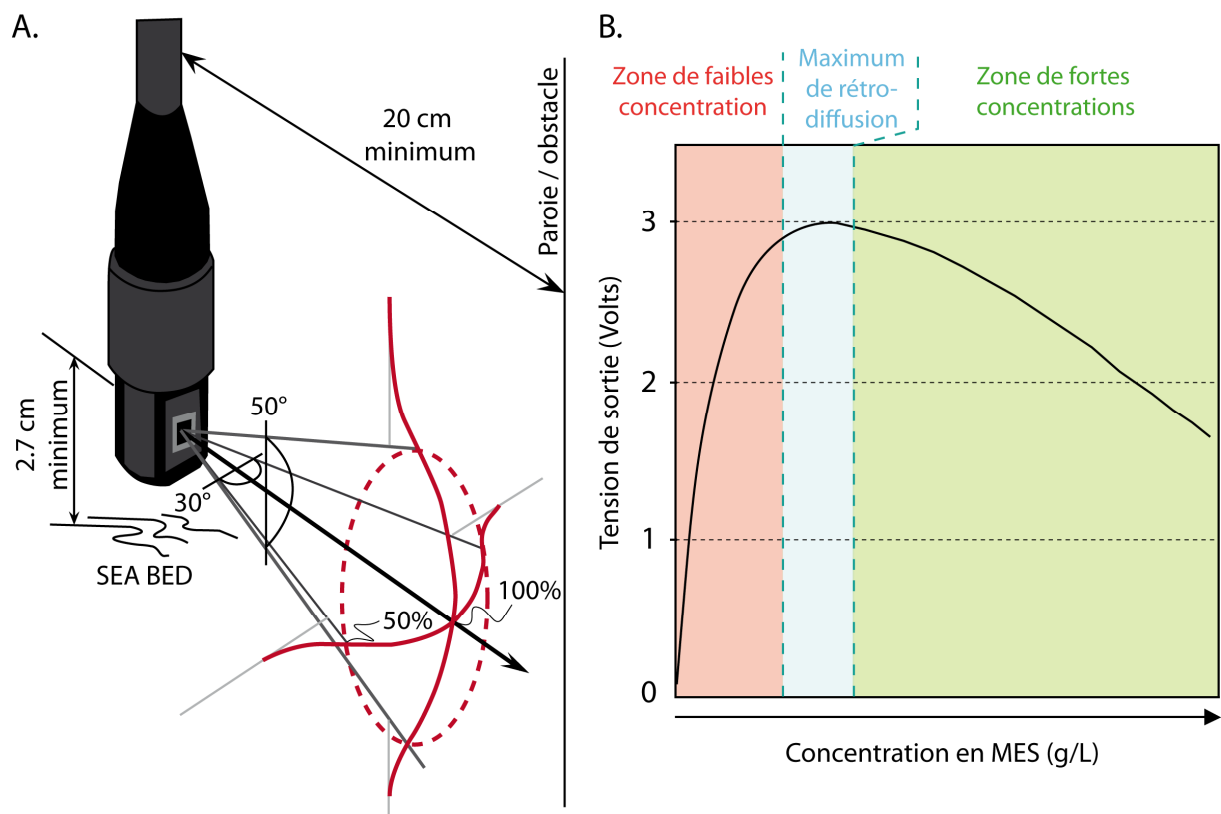 A.
20 cm
minimum
Paroie / obstacle
2.7 cm
minimum
50°
30°
SEA BED
50%
100%
B.
Zone de faibles
concentration
Maximum
de rétro-
diffusion
Zone de fortes
concentrations
Tension de sortie (Volts)
3
2
1
0
Concentration en MES (g/L)